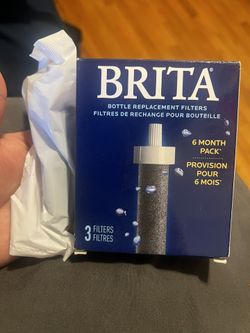 BRITA
BOTTLE REPLACEMENT FILTERS
FILTRES DE RECHANGE POUR BOUTEILLE
6 MONTH
PACK*
PROVISION
POUR
6 MOIS*
3 FILTERS
FILTRES